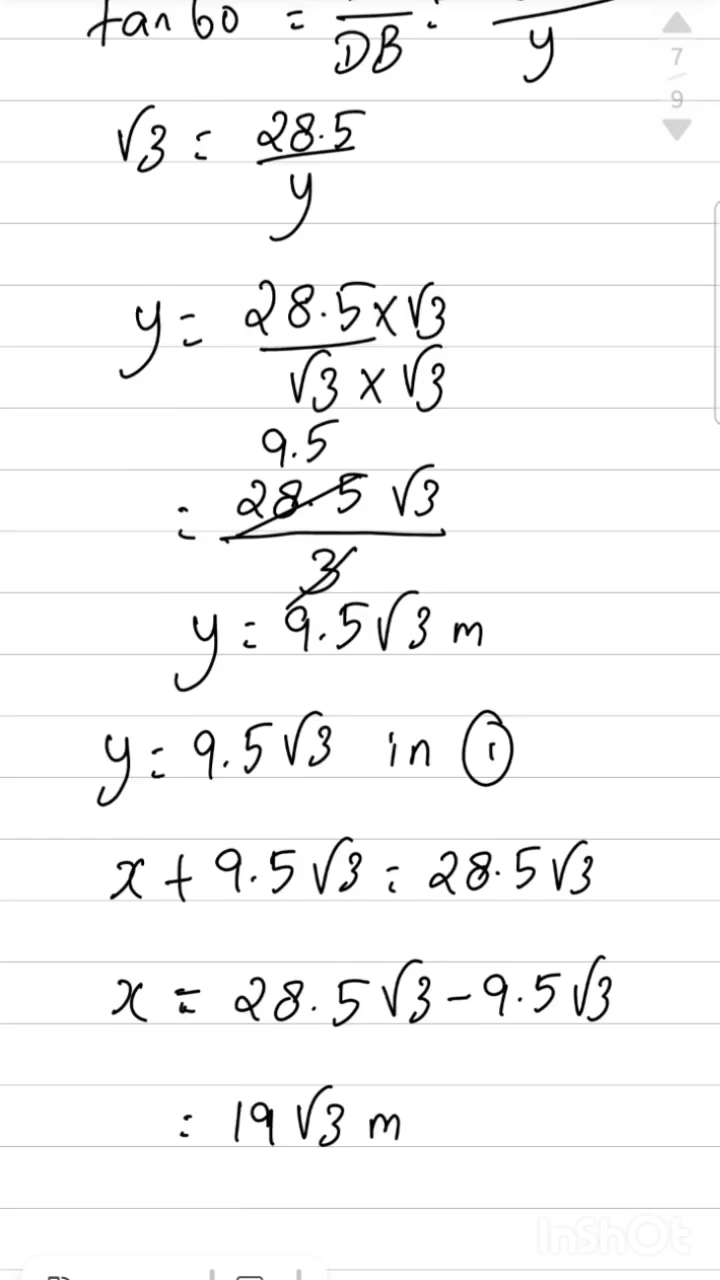 tan 60 = /DB = /y
7
9
√3 = 28.5/y
y = 28.5 × √3 / √3 × √3
9.5
= 28.5 √3 / 3
y = 9.5√3 m
y = 9.5√3 in ①
x + 9.5√3 = 28.5√3
x = 28.5√3 - 9.5√3
= 19√3 m
InShOt